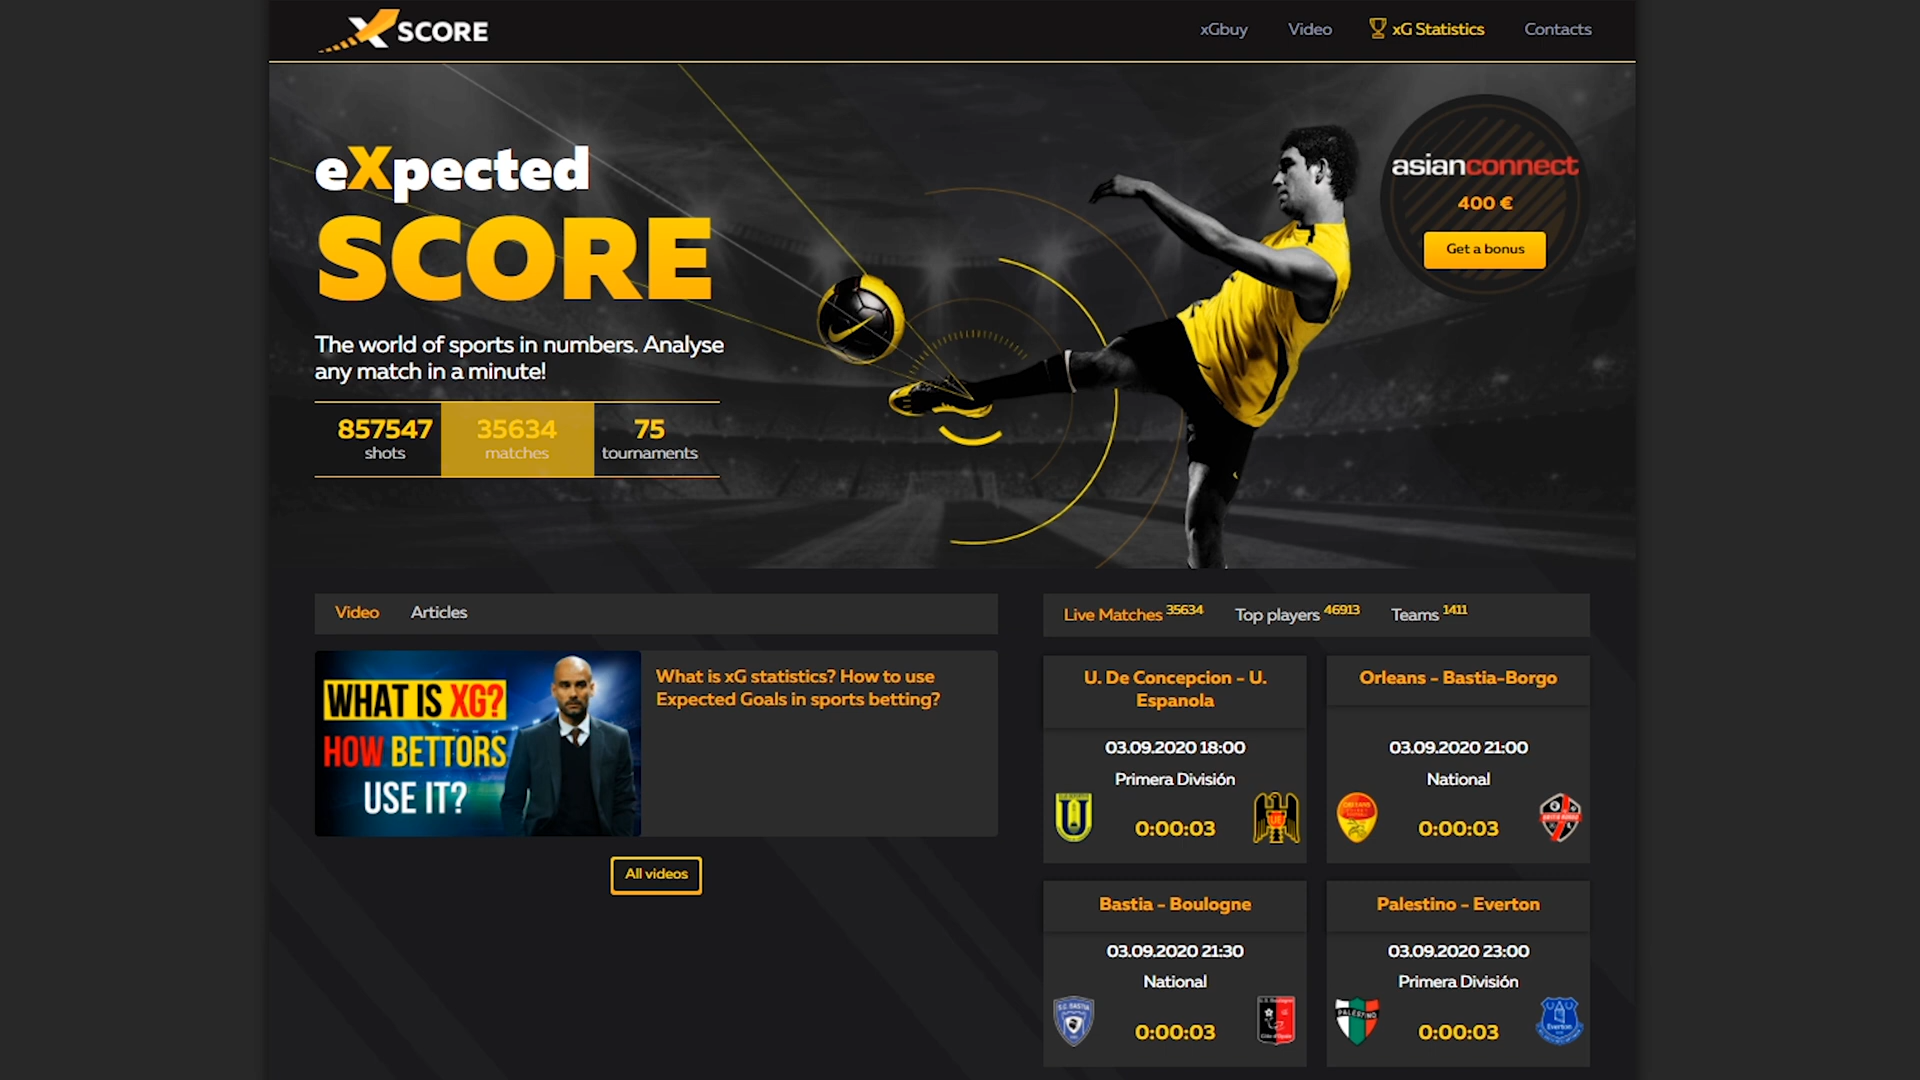 XSCORE
xGbuy
Video
xG Statistics
Contacts
eXpected
SCORE
The world of sports in numbers. Analyse
any match in a minute!
857547
shots
35634
matches
75
tournaments
asianconnect
400 €
Get a bonus
Video
Articles
WHAT IS XG?
HOW BETTORS
USE IT?
What is xG statistics? How to use
Expected Goals in sports betting?
All videos
Live Matches 35634
Top players 46913
Teams 1411
U. De Concepcion - U.
Espanola
03.09.2020 18:00
Primera División
0:00:03
Orleans - Bastia-Borgo
03.09.2020 21:00
National
0:00:03
Bastia - Boulogne
03.09.2020 21:30
National
S.C. BASTIA
0:00:03
Palestino - Everton
03.09.2020 23:00
Primera División
PALESTINO
0:00:03
Everton